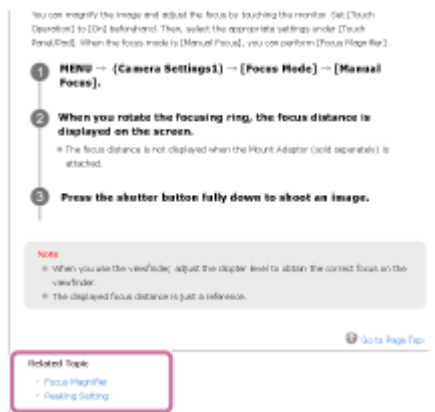 You can magnify the image and adjust the focus by touching the monitor. Set [Touch
Operation] to [On] beforehand. Then, select the appropriate settings under [Touch
Panel/Pad]. When the focus mode is [Manual Focus], you can perform [Focus Magnifier].
1 MENU → (Camera Settings1) → [Focus Mode] → [Manual
Focus].
2 When you rotate the focusing ring, the focus distance is
displayed on the screen.
The focus distance is not displayed when the Mount Adaptor (sold separately) is
attached.
3 Press the shutter button fully down to shoot an image.
Note
When you use the viewfinder, adjust the diopter level to obtain the correct focus on the
viewfinder.
The displayed focus distance is just a reference.
Go to Page Top
Related Topic
- Focus Magnifier
- Peaking Setting